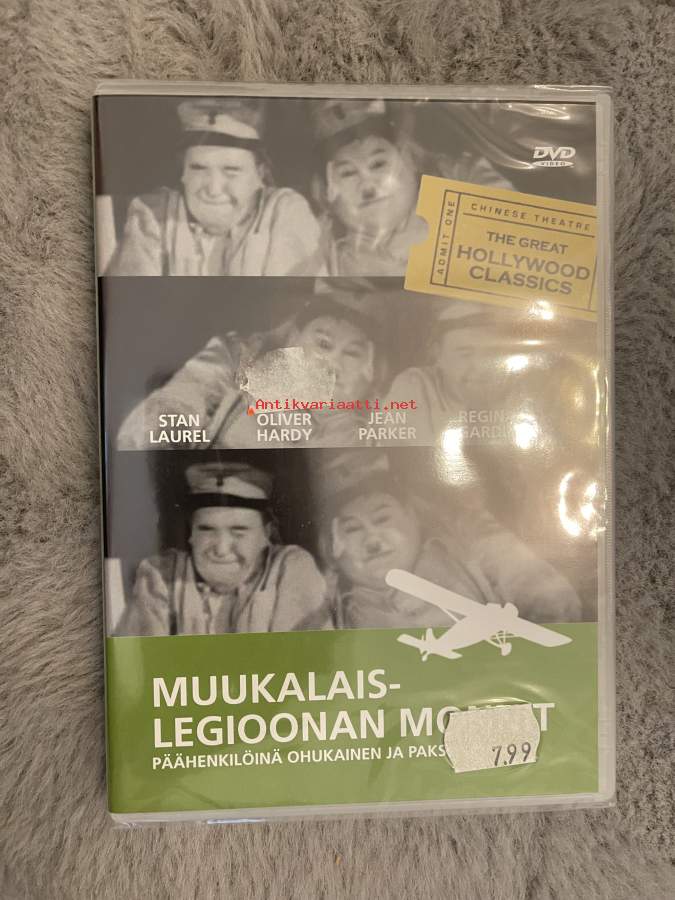 DVD
VIDEO
ADMIT ONE
CHINESE THEATRE
THE GREAT
HOLLYWOOD
CLASSICS
Antikvariaatti.net
STAN
LAUREL
OLIVER
HARDY
JEAN
PARKER
MUUKALAIS-
LEGIOONAN
PÄÄHENKILÖINÄ OHUKAINEN JA
7,99